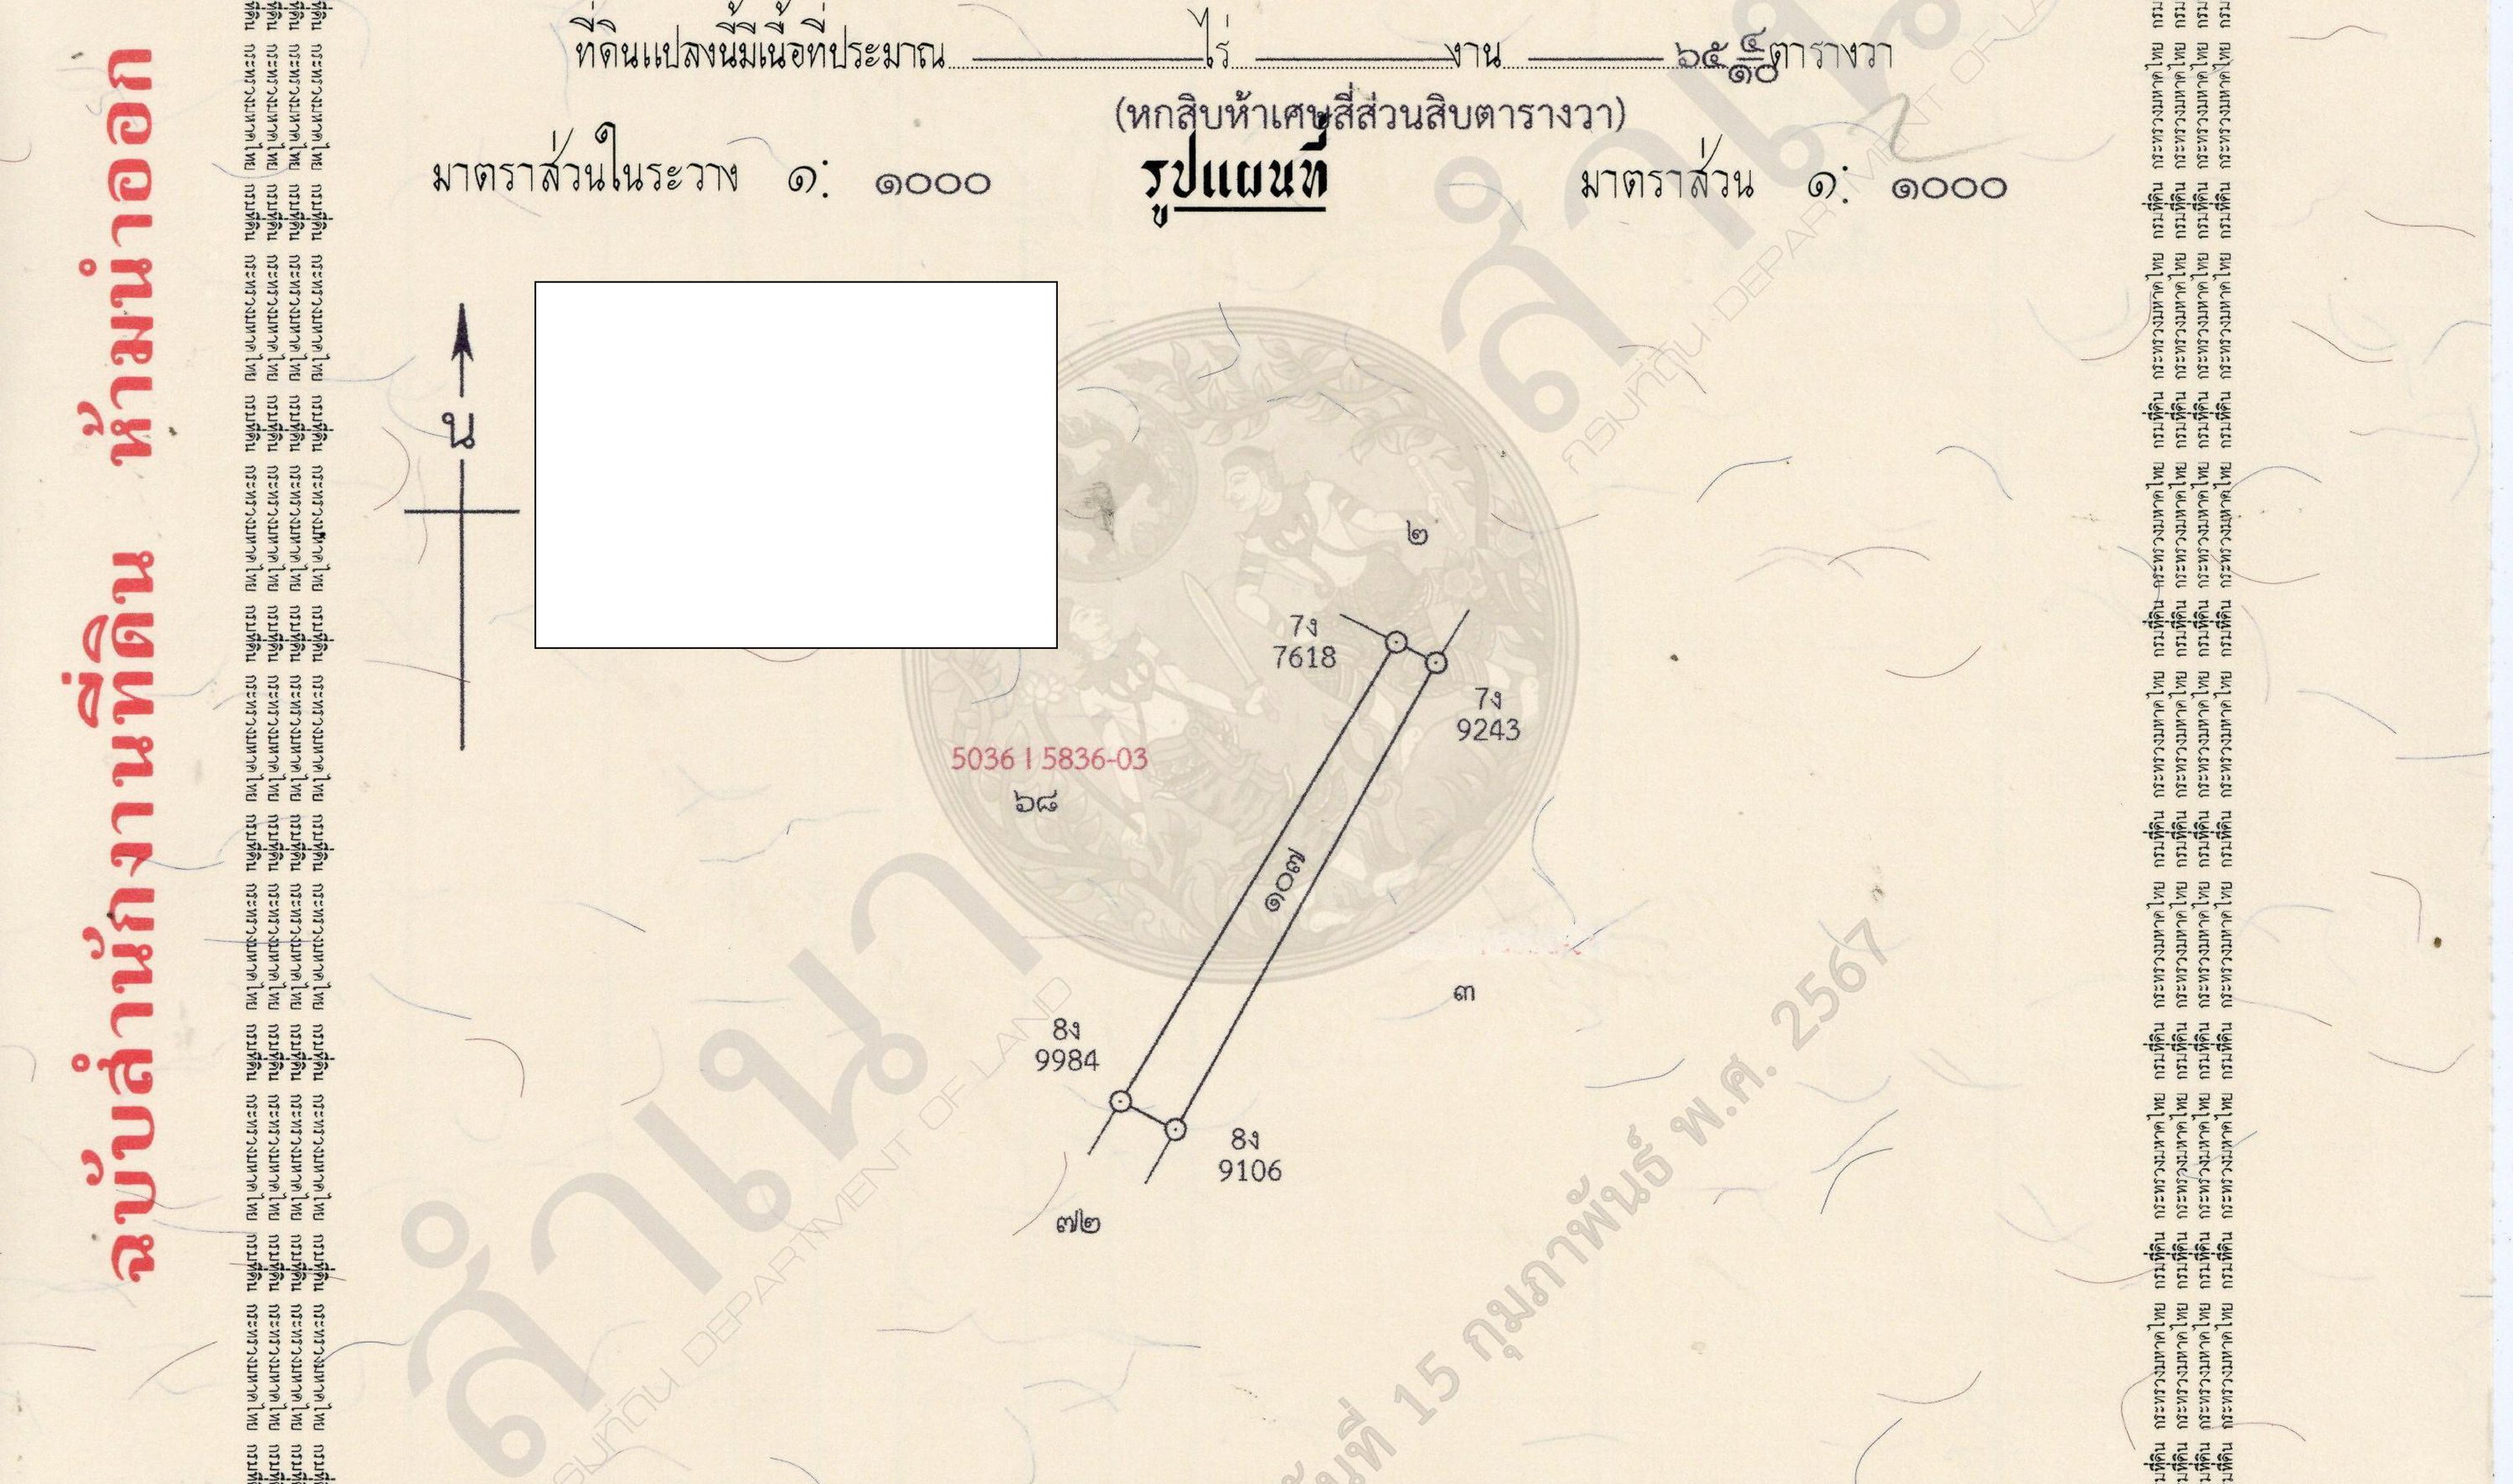 ที่ดินแปลงนี้มีเนื้อที่ประมาณ ไร่ งาน ๖๕ ๔/๑๐ ตารางวา
(หกสิบห้าเศษสี่ส่วนสิบตารางวา)
มาตราส่วนในระวาง ๑: ๑๐๐๐
รูปแผนที่
มาตราส่วน ๑: ๑๐๐๐
น
๒
7ง
7618
7ง
9243
5036 I 5836-03
๖๘
๑๐๗
๓
8ง
9984
8ง
9106
๗๒
ฉบับสำนักงานที่ดิน ห้ามนำออก
กรมที่ดิน กระทรวงมหาดไทย
สำเนา
กรมที่ดิน DEPARTMENT OF LAND
วันที่ 15 กุมภาพันธ์ พ.ศ. 2567